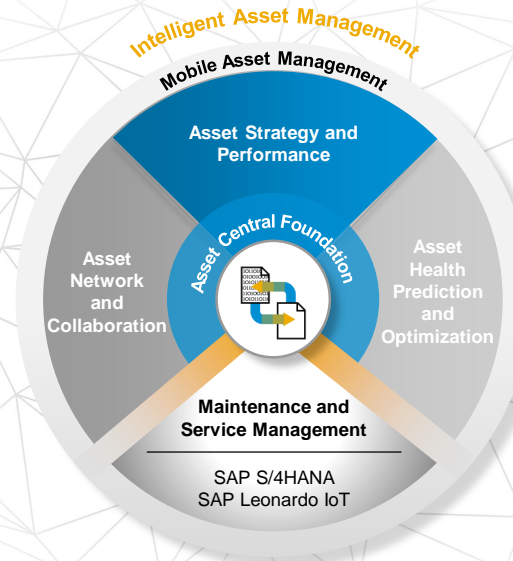 Intelligent Asset Management
Mobile Asset Management
Asset Strategy and
Performance
Asset Central Foundation
Asset
Network
and
Collaboration
Asset
Health
Prediction
and
Optimization
Maintenance and
Service Management
SAP S/4HANA
SAP Leonardo IoT